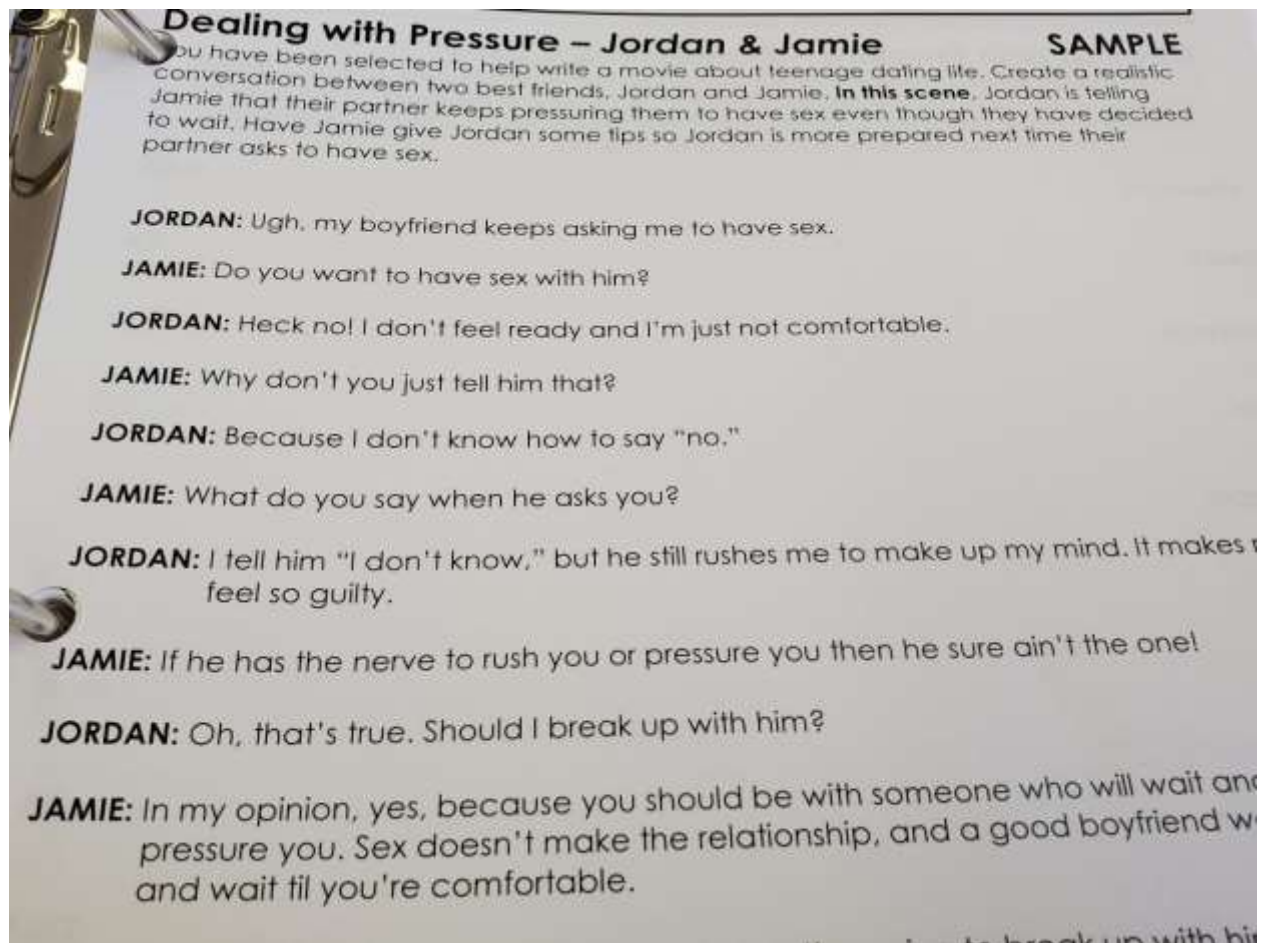 Dealing with Pressure – Jordan & Jamie SAMPLE
You have been selected to help write a movie about teenage dating life. Create a realistic
conversation between two best friends, Jordan and Jamie. In this scene, Jordan is telling
Jamie that their partner keeps pressuring them to have sex even though they have decided
to wait. Have Jamie give Jordan some tips so Jordan is more prepared next time their
partner asks to have sex.
JORDAN: Ugh, my boyfriend keeps asking me to have sex.
JAMIE: Do you want to have sex with him?
JORDAN: Heck no! I don't feel ready and I'm just not comfortable.
JAMIE: Why don't you just tell him that?
JORDAN: Because I don't know how to say "no."
JAMIE: What do you say when he asks you?
JORDAN: I tell him "I don't know," but he still rushes me to make up my mind. It makes
feel so guilty.
JAMIE: If he has the nerve to rush you or pressure you then he sure ain't the one!
JORDAN: Oh, that's true. Should I break up with him?
JAMIE: In my opinion, yes, because you should be with someone who will wait and
pressure you. Sex doesn't make the relationship, and a good boyfriend
and wait til you're comfortable.
to break up with him